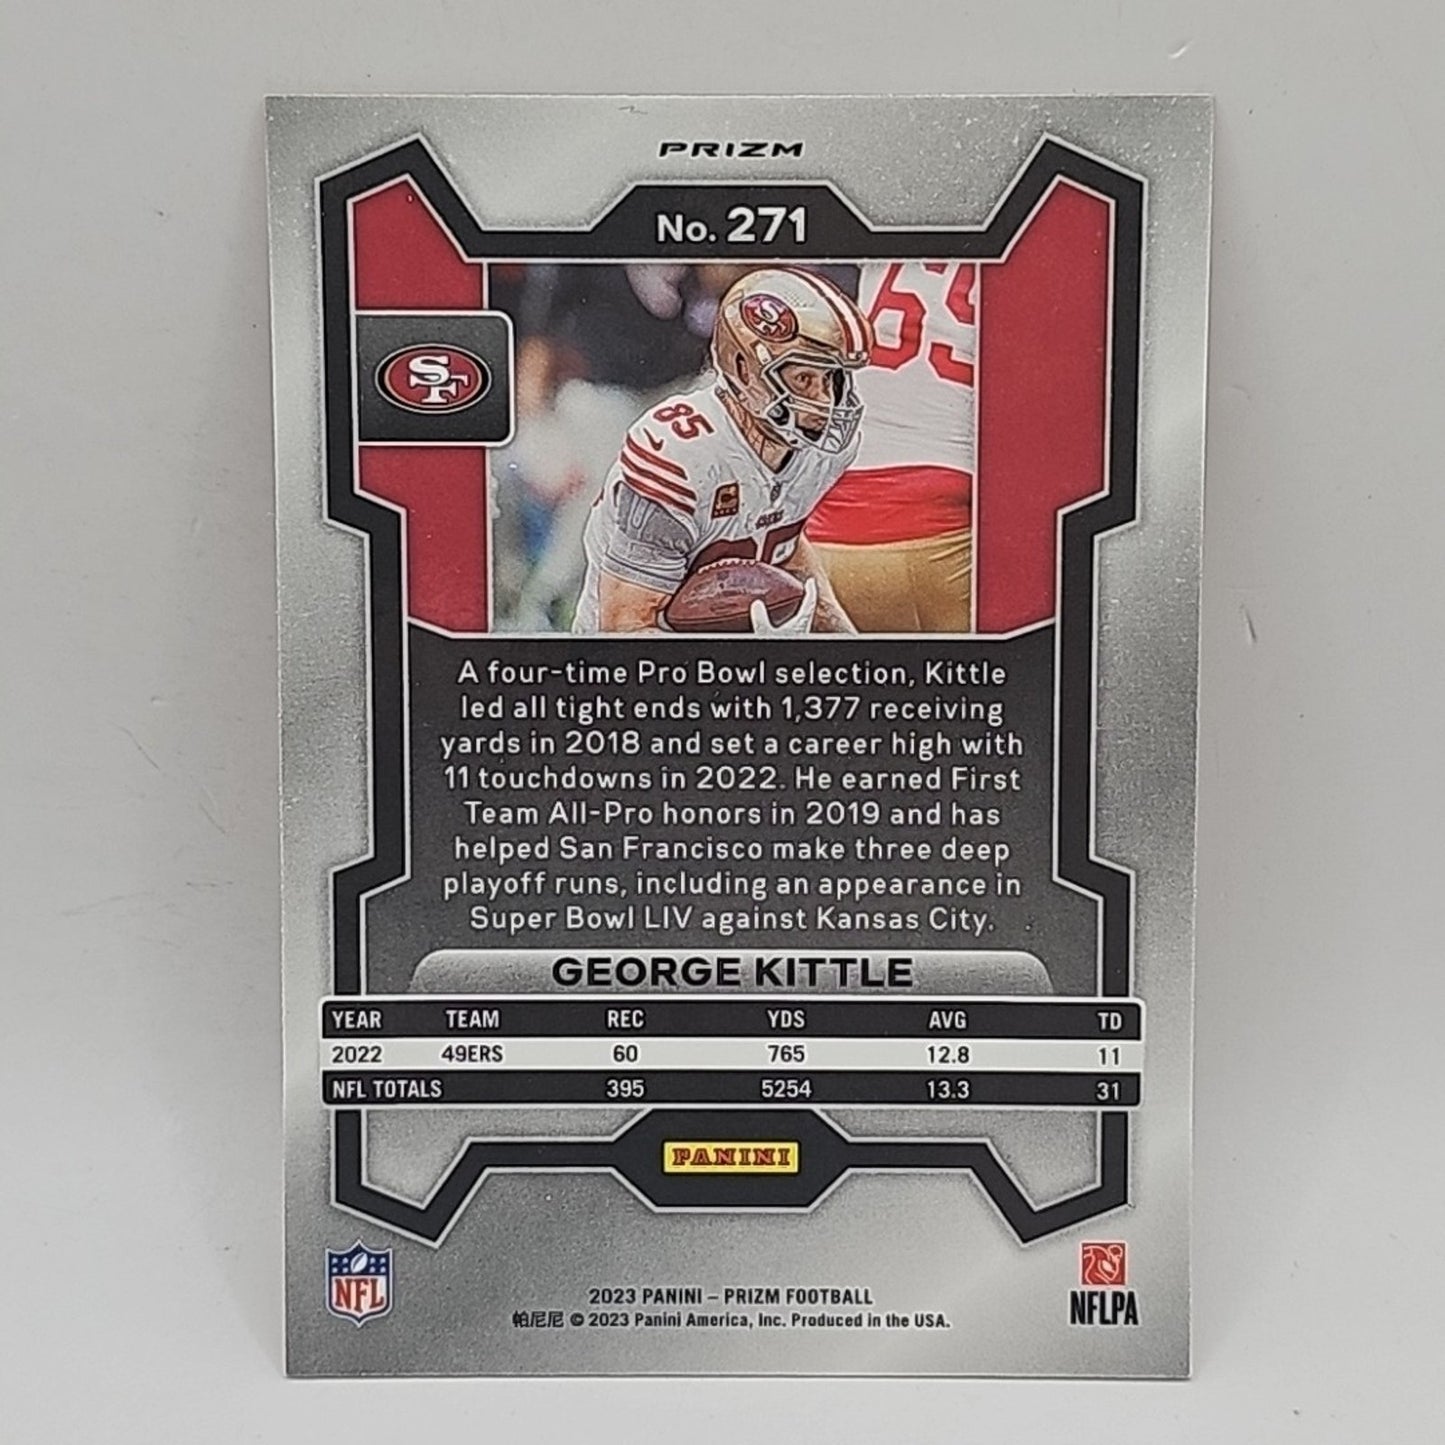 PRIZM
No. 271
69
SF
SF
85
85
A four-time Pro Bowl selection, Kittle
led all tight ends with 1,377 receiving
yards in 2018 and set a career high with
11 touchdowns in 2022. He earned First
Team All-Pro honors in 2019 and has
helped San Francisco make three deep
playoff runs, including an appearance in
Super Bowl LIV against Kansas City.
GEORGE KITTLE
YEAR TEAM REC YDS AVG TD
2022 49ERS 60 765 12.8 11
NFL TOTALS 395 5254 13.3 31
PANINI
NFL
2023 PANINI – PRIZM FOOTBALL
帕尼尼 © 2023 Panini America, Inc. Produced in the USA.
NFLPA